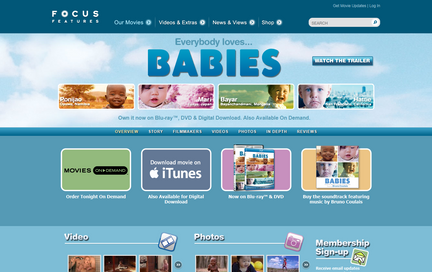 Get Movie Updates | Log In
FOCUS
FEATURES
Our Movies
Videos & Extras
News & Views
Shop
SEARCH
Everybody loves...
BABIES
WATCH THE TRAILER
Ponijao
Mari
Bayar
Hattie
Own it now on Blu-ray™, DVD & Digital Download. Also Available On Demand.
OVERVIEW STORY FILMMAKERS VIDEOS PHOTOS IN DEPTH REVIEWS
MOVIES ON DEMAND
Download movie on
iTunes
BABIES
BABIES
Order Tonight On Demand
Also Available for Digital
Download
Now on Blu-ray™ & DVD
Buy the soundtrack featuring
music by Bruno Coulais
Video
Photos
Membership
Sign-up
Receive email updates